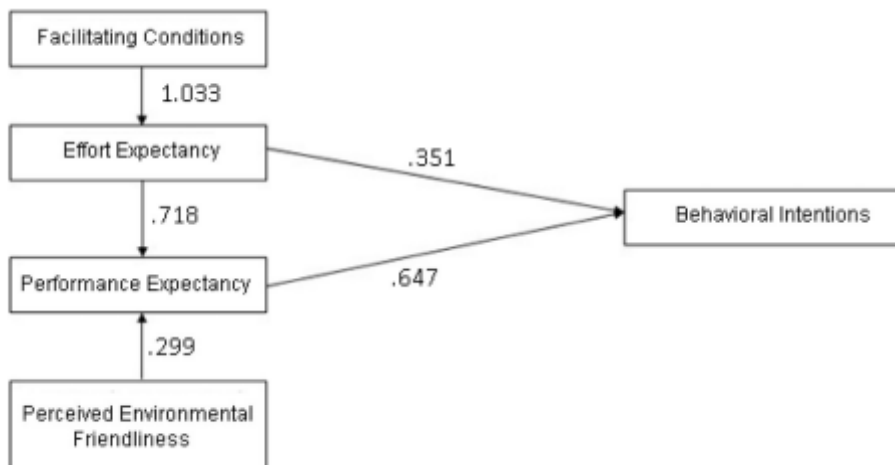 Facilitating Conditions
1.033
Effort Expectancy
.351
.718
Behavioral Intentions
Performance Expectancy
.647
.299
Perceived Environmental
Friendliness